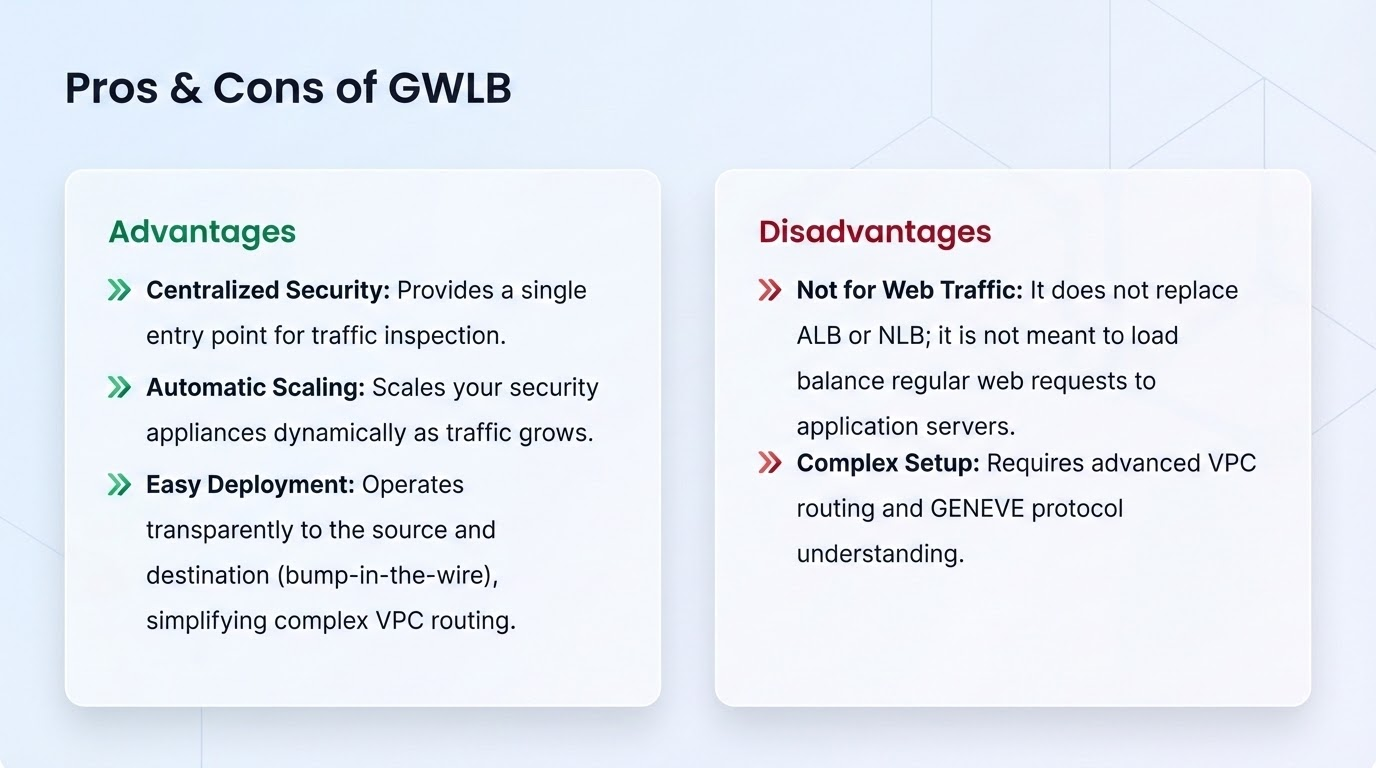 Pros & Cons of GWLB
Advantages
Centralized Security: Provides a single
entry point for traffic inspection.
Automatic Scaling: Scales your security
appliances dynamically as traffic grows.
Easy Deployment: Operates
transparently to the source and
destination (bump-in-the-wire),
simplifying complex VPC routing.
Disadvantages
Not for Web Traffic: It does not replace
ALB or NLB; it is not meant to load
balance regular web requests to
application servers.
Complex Setup: Requires advanced VPC
routing and GENEVE protocol
understanding.